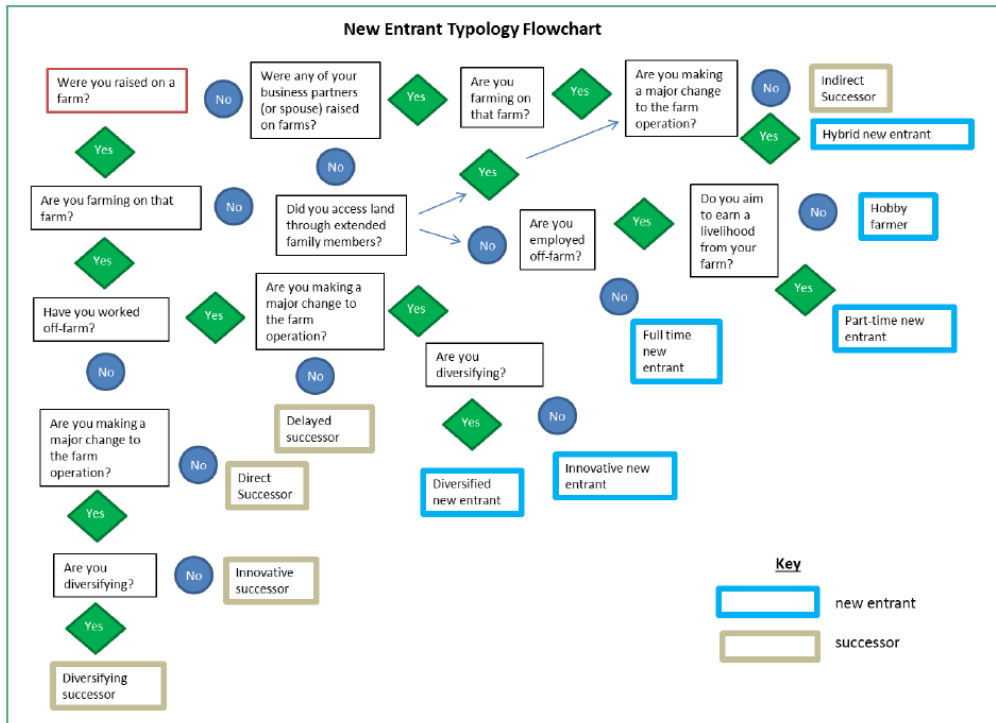 New Entrant Typology Flowchart
Were you raised on a
farm?
No
Were any of your
business partners
(or spouse) raised
on farms?
Yes
Are you
farming on
that farm?
Yes
Are you making
a major change
to the farm
operation?
No
Indirect
Successor
Yes
Hybrid new entrant
Yes
No
Yes
Are you farming on that
farm?
No
Did you access land
through extended
family members?
No
Are you
employed
off-farm?
Yes
Do you aim
to earn a
livelihood
from your
farm?
No
Hobby
farmer
Yes
Yes
Part-time new
entrant
No
Full time
new
entrant
Have you worked
off-farm?
Yes
Are you making a
major change to
the farm
operation?
Yes
Are you
diversifying?
No
No
Delayed
successor
Yes
No
Diversified
new entrant
Innovative new
entrant
Are you making a
major change to
the farm
operation?
No
Direct
Successor
Yes
Are you
diversifying?
No
Innovative
successor
Yes
Diversifying
successor
Key
new entrant
successor